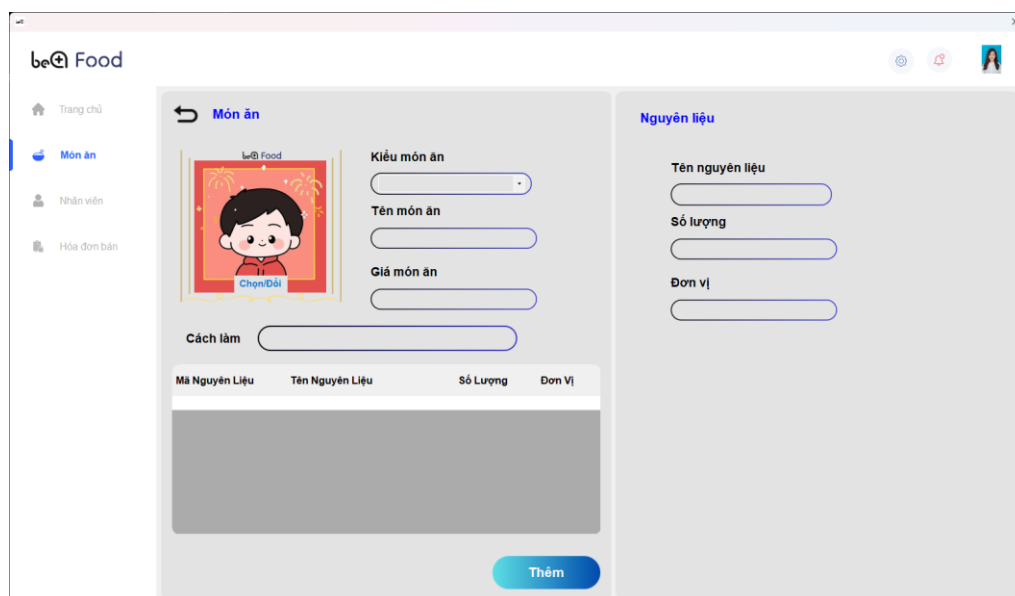 be Food
Trang chủ
Món ăn
Nhân viên
Hóa đơn bán
Món ăn
be Food
Chọn/Đổi
Kiểu món ăn
Tên món ăn
Giá món ăn
Cách làm
Mã Nguyên Liệu Tên Nguyên Liệu Số Lượng Đơn Vị
Thêm
Nguyên liệu
Tên nguyên liệu
Số lượng
Đơn vị